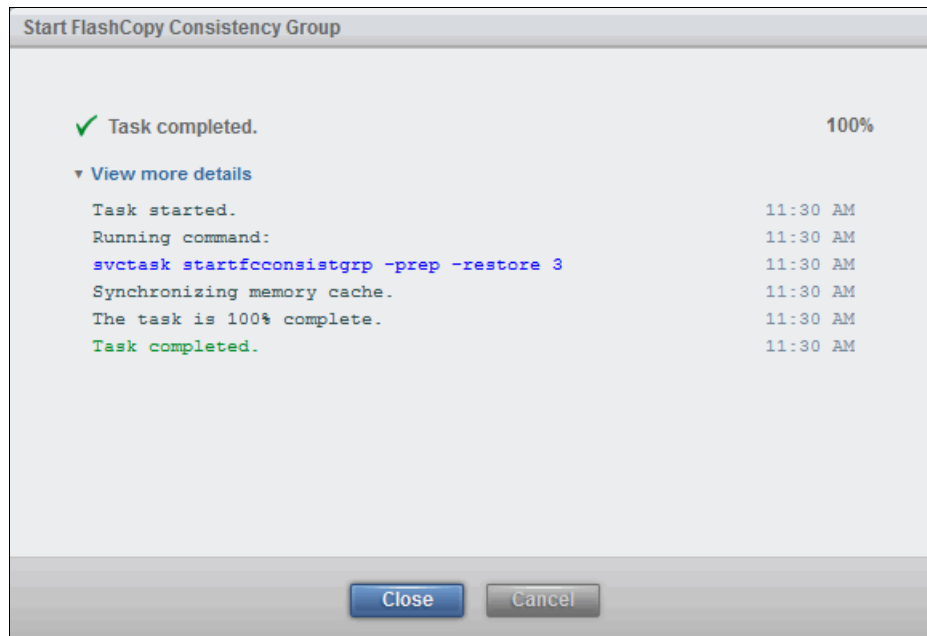 Start FlashCopy Consistency Group
Task completed. 100%
View more details
Task started. 11:30 AM
Running command: 11:30 AM
svctask startfcconsistgrp -prep -restore 3 11:30 AM
Synchronizing memory cache. 11:30 AM
The task is 100% complete. 11:30 AM
Task completed. 11:30 AM
Close Cancel